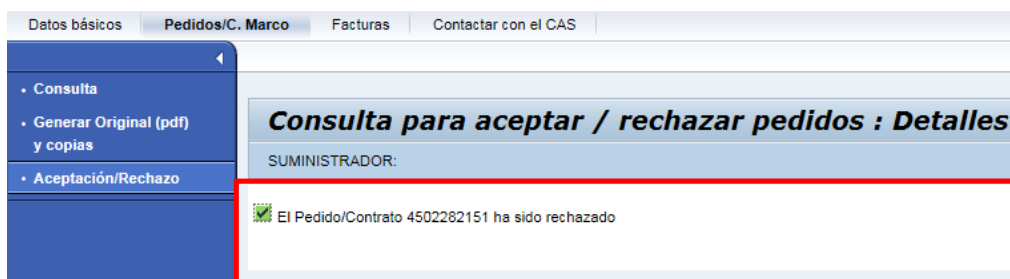 Datos básicos Pedidos/C. Marco Facturas Contactar con el CAS
• Consulta
• Generar Original (pdf)
y copias
• Aceptación/Rechazo
Consulta para aceptar / rechazar pedidos : Detalles
SUMINISTRADOR:
El Pedido/Contrato 4502282151 ha sido rechazado